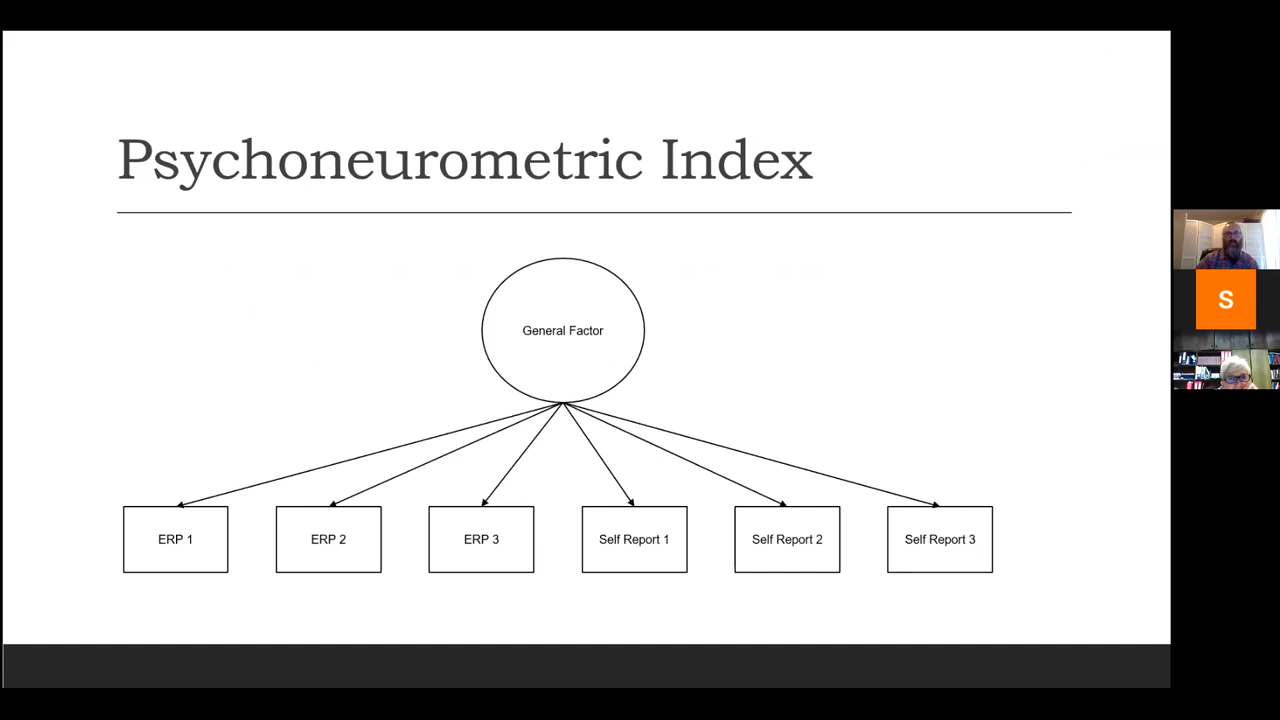 Psychoneurometric Index
General Factor
ERP 1
ERP 2
ERP 3
Self Report 1
Self Report 2
Self Report 3
S